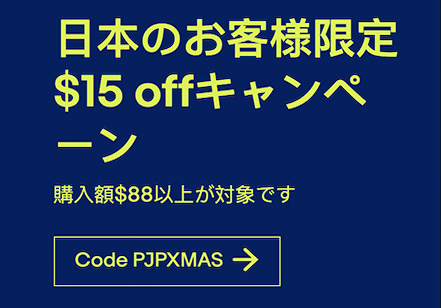 日本のお客様限定
$15 offキャンペ
ーン
購入額$88以上が対象です
Code PJPXMAS →